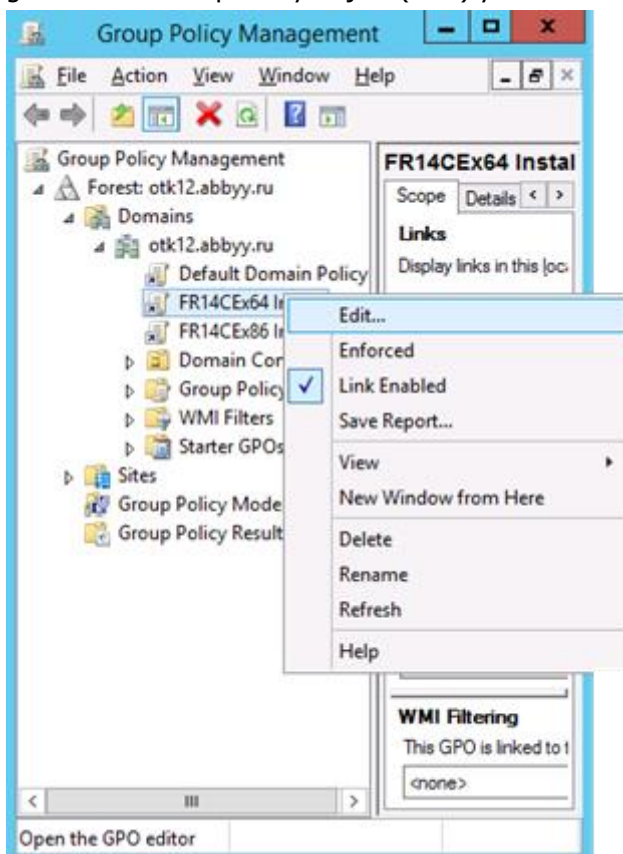 Group Policy Management
File Action View Window Help
Group Policy Management
Forest: otk12.abbyy.ru
Domains
otk12.abbyy.ru
Default Domain Policy
FR14CEx64 I
FR14CEx86 I
Domain Con
Group Policy
WMI Filters
Starter GPOs
Sites
Group Policy Mode
Group Policy Result
FR14CEx64 Instal
Scope Details
Links
Display links in this loc
Edit...
Enforced
Link Enabled
Save Report...
View
New Window from Here
Delete
Rename
Refresh
Help
WMI Filtering
This GPO is linked to t
<none>
Open the GPO editor